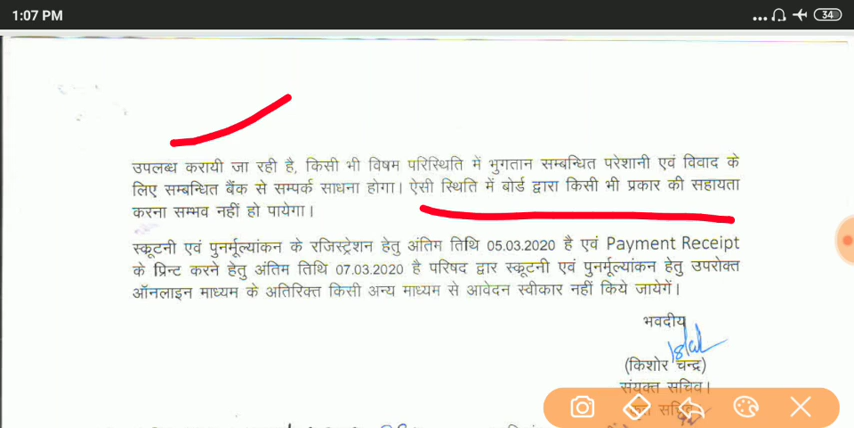 1:07 PM
34
उपलब्ध करायी जा रही है, किसी भी विषम परिस्थिति में भुगतान सम्बन्धित परेशानी एवं विवाद के
लिए सम्बन्धित बैंक से सम्पर्क साधना होगा। ऐसी स्थिति में बोर्ड द्वारा किसी भी प्रकार की सहायता
करना सम्भव नहीं हो पायेगा।
स्कूटनी एवं पुनर्मूल्यांकन के रजिस्ट्रेशन हेतु अंतिम तिथि 05.03.2020 है एवं Payment Receipt
के प्रिन्ट करने हेतु अंतिम तिथि 07.03.2020 है परिषद द्वार स्कूटनी एवं पुनर्मूल्यांकन हेतु उपरोक्त
ऑनलाइन माध्यम के अतिरिक्त किसी अन्य माध्यम से आवेदन स्वीकार नहीं किये जायेगें।
भवदीय
(किशोर चन्द्र)
संयुक्त सचिव।